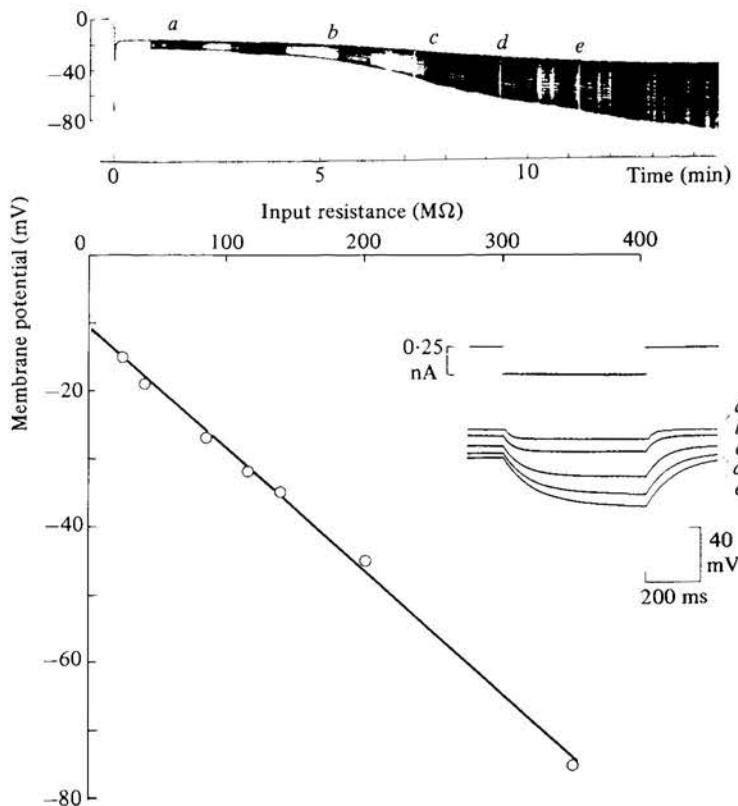 0
−40
−80
a b c d e
0 5 10 Time (min)
Input resistance (MΩ)
0 100 200 300 400
Membrane potential (mV)
−20
−40
−60
−80
0·25
nA
b
e
40
mV
200 ms